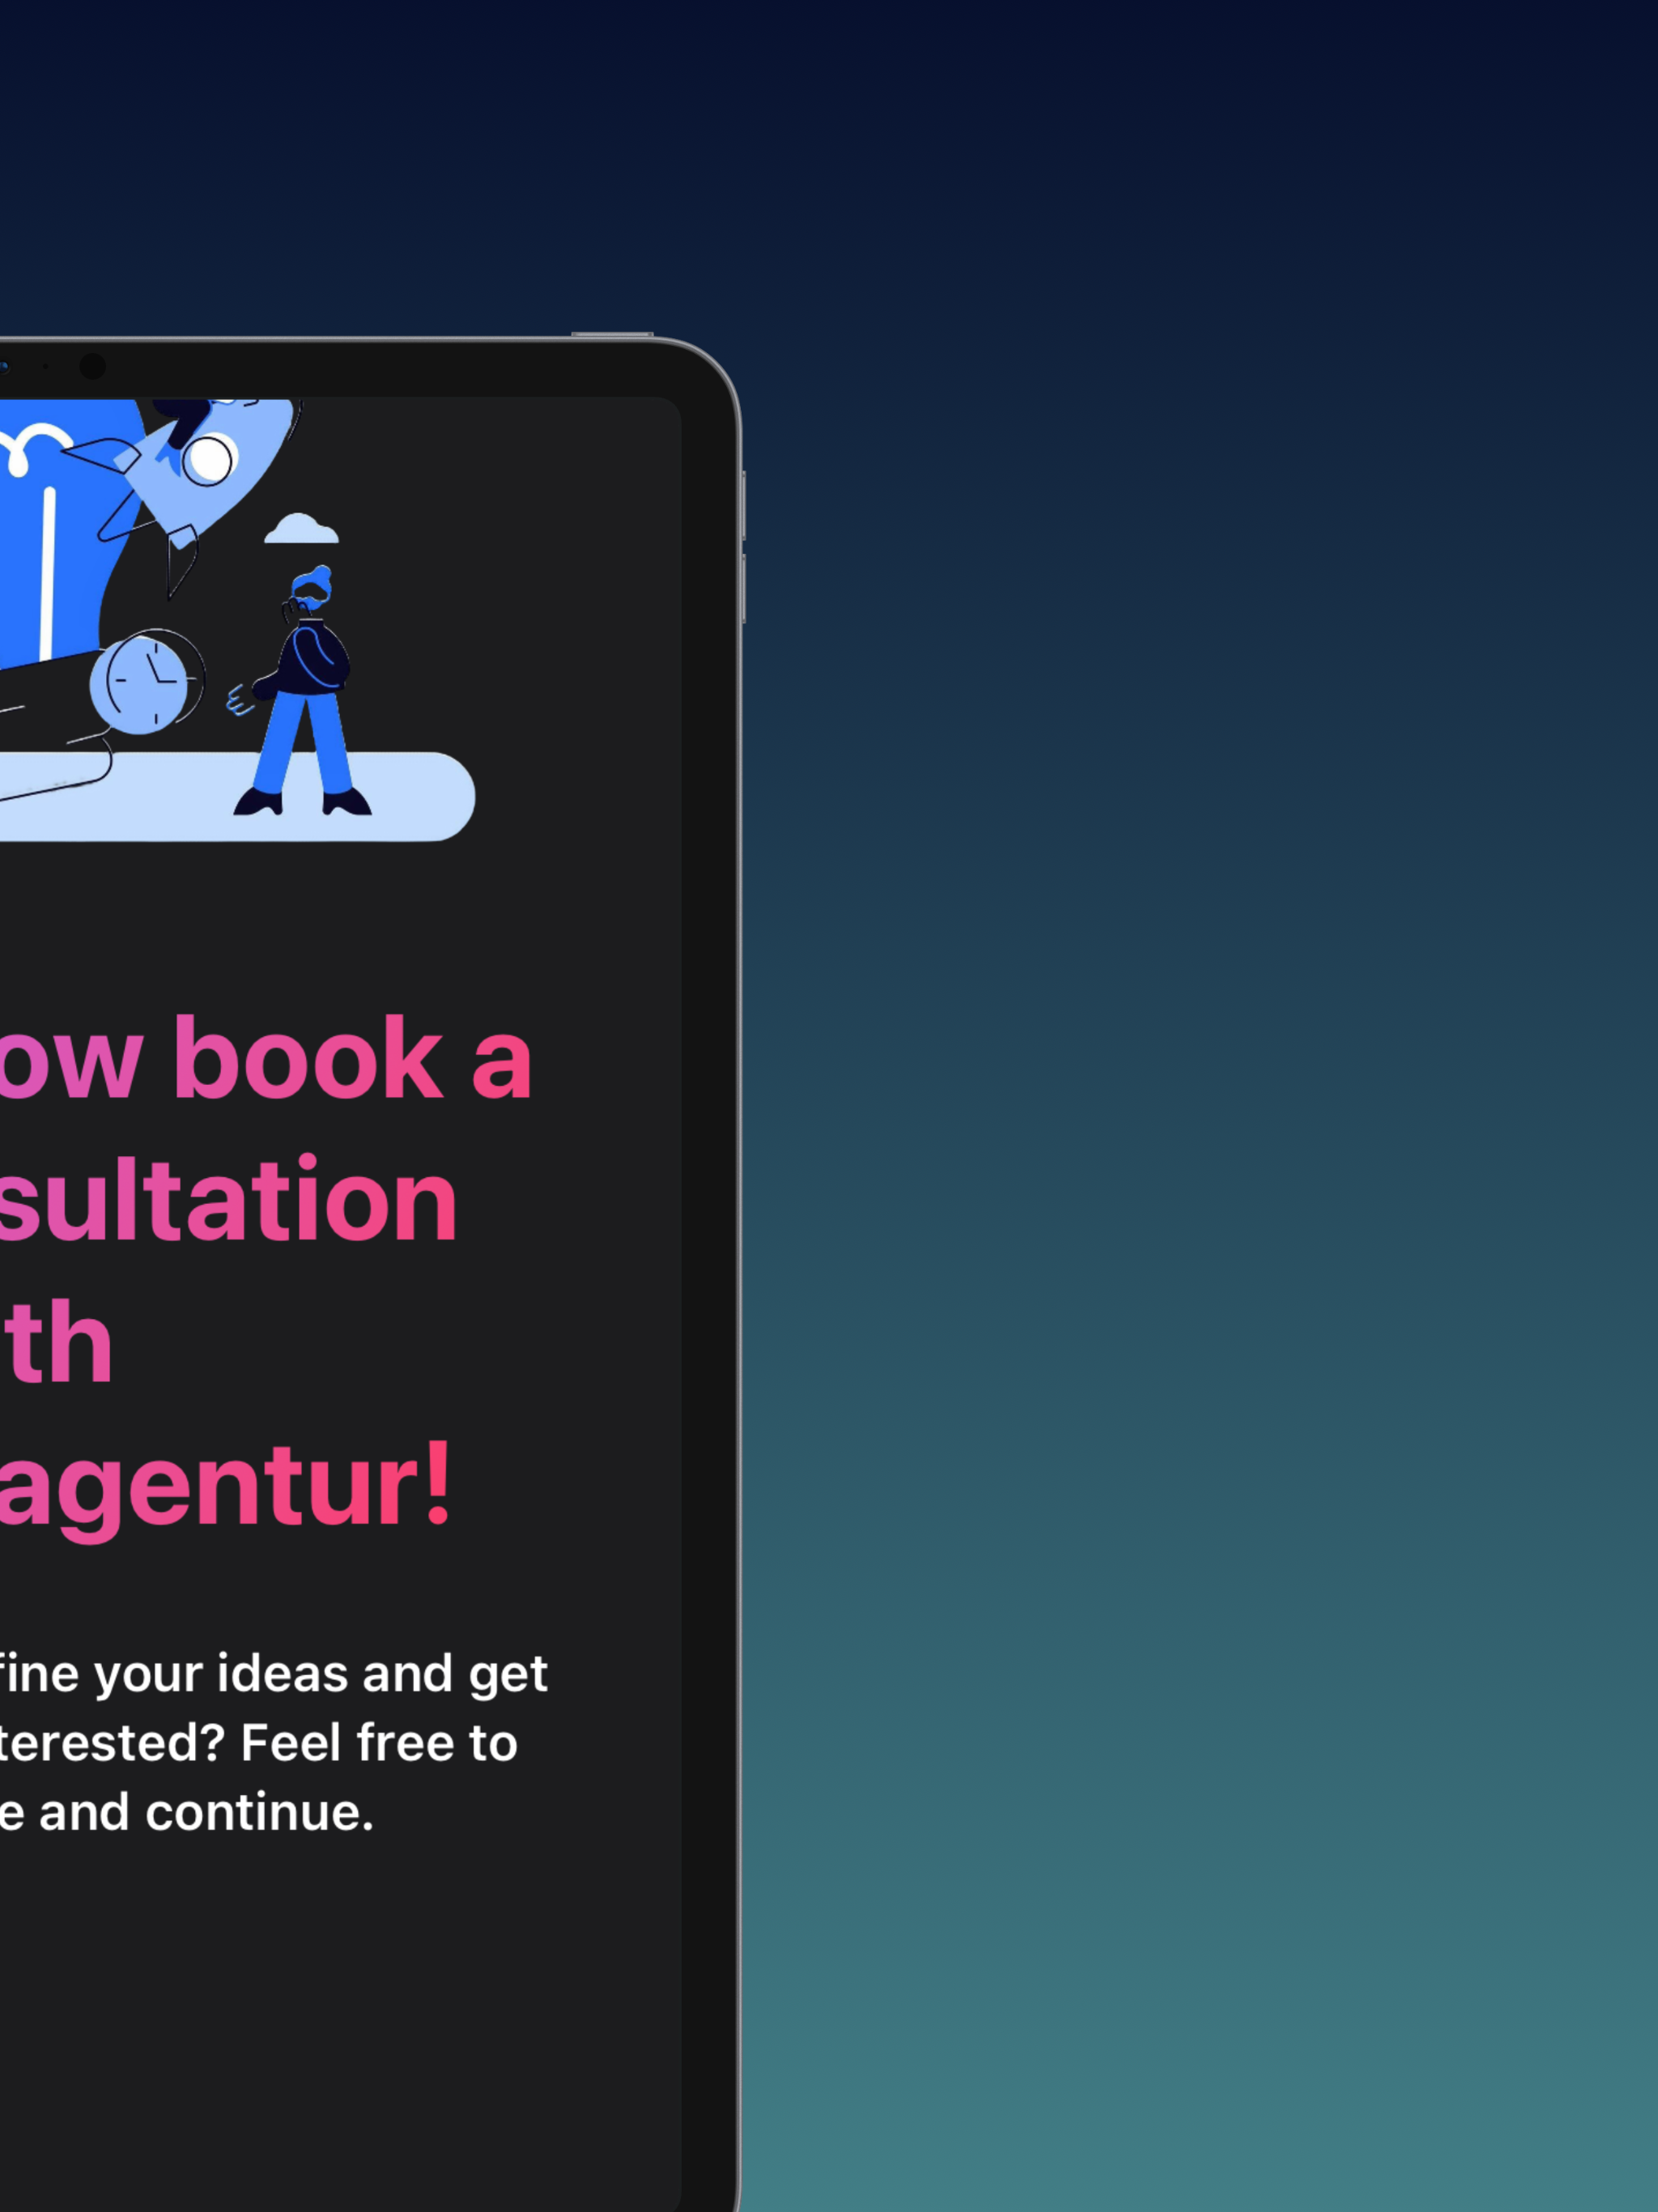 ow book a
sultation
th
agentur!
fine your ideas and get
terested? Feel free to
e and continue.